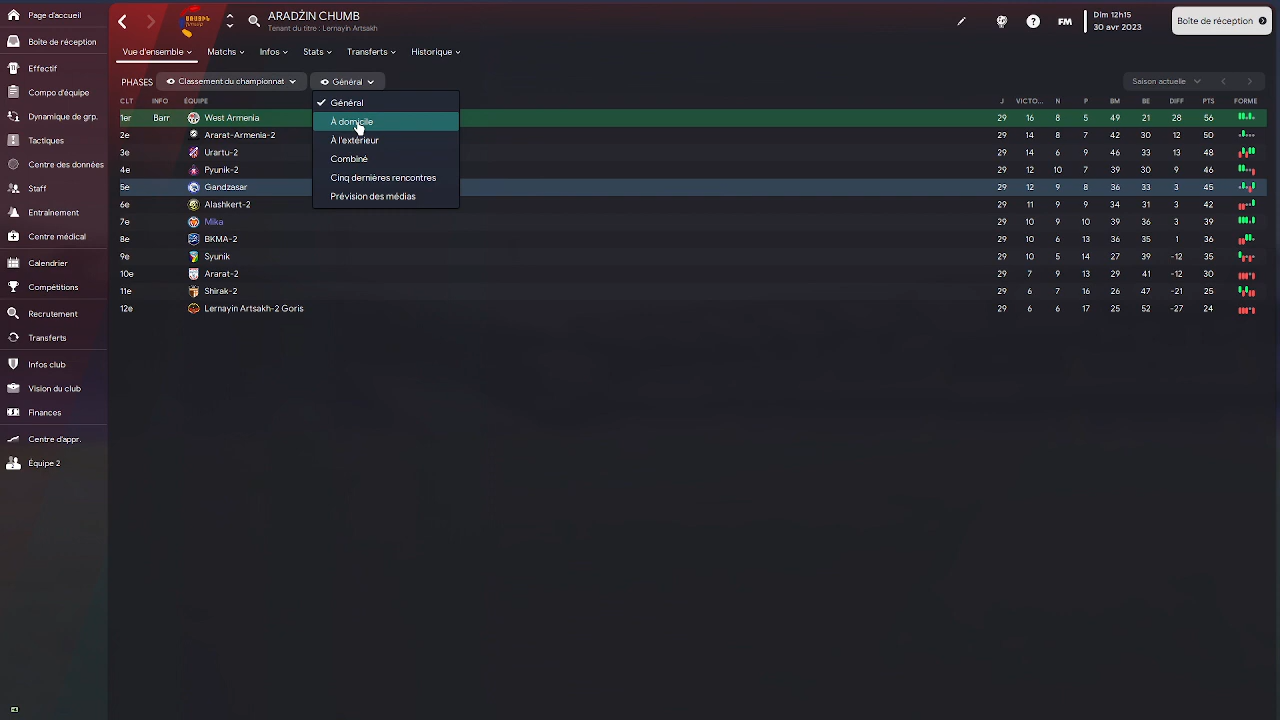 Page d'accueil
Boîte de réception
Effectif
Compo d'équipe
Dynamique de grp.
Tactiques
Centre des données
Staff
Entraînement
Centre médical
Calendrier
Compétitions
Recrutement
Transferts
Infos club
Vision du club
Finances
Centre d'appr.
Équipe 2
ARADŽIN CHUMB
Tenant du titre : Lernayin Artsakh
FM
Dim 12h15
30 avr 2023
Boîte de réception
Vue d'ensemble
Matchs
Infos
Stats
Transferts
Historique
PHASES
Classement du championnat
Général
Saison actuelle
Général
À domicile
À l'extérieur
Combiné
Cinq dernières rencontres
Prévision des médias
CLT INFO ÉQUIPE J VICTO... N P BM BE DIFF PTS FORME
1er Barr West Armenia 29 16 8 5 49 21 28 56
2e Ararat-Armenia-2 29 14 8 7 42 30 12 50
3e Urartu-2 29 14 6 9 46 33 13 48
4e Pyunik-2 29 12 10 7 39 30 9 46
5e Gandzasar 29 12 9 8 36 33 3 45
6e Alashkert-2 29 11 9 9 34 31 3 42
7e Mika 29 10 9 10 39 36 3 39
8e BKMA-2 29 10 6 13 36 35 1 36
9e Syunik 29 10 5 14 27 39 -12 35
10e Ararat-2 29 7 9 13 29 41 -12 30
11e Shirak-2 29 6 7 16 26 47 -21 25
12e Lernayin Artsakh-2 Goris 29 6 6 17 25 52 -27 24